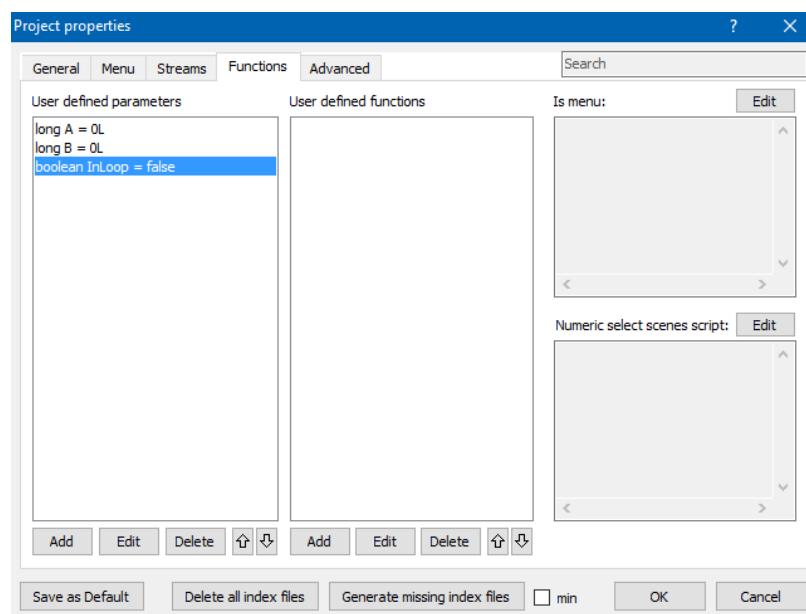 Project properties
?
General Menu Streams Functions Advanced
Search
User defined parameters
User defined functions
Is menu:
Edit
long A = 0L
long B = 0L
boolean InLoop = false
Numeric select scenes script:
Edit
Add Edit Delete
Add Edit Delete
Save as Default Delete all index files Generate missing index files min OK Cancel